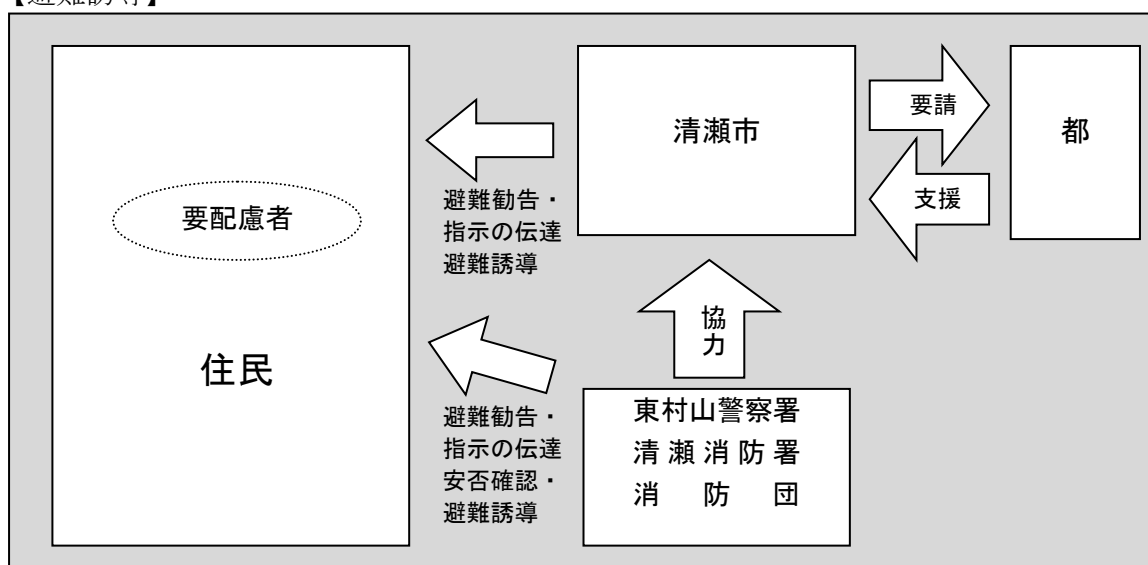 【避難誘導】
清瀬市
要請
都
支援
避難勧告・
指示の伝達
避難誘導
要配慮者
住民
協力
避難勧告・
指示の伝達
安否確認・
避難誘導
東村山警察署
清瀬消防署
消防団